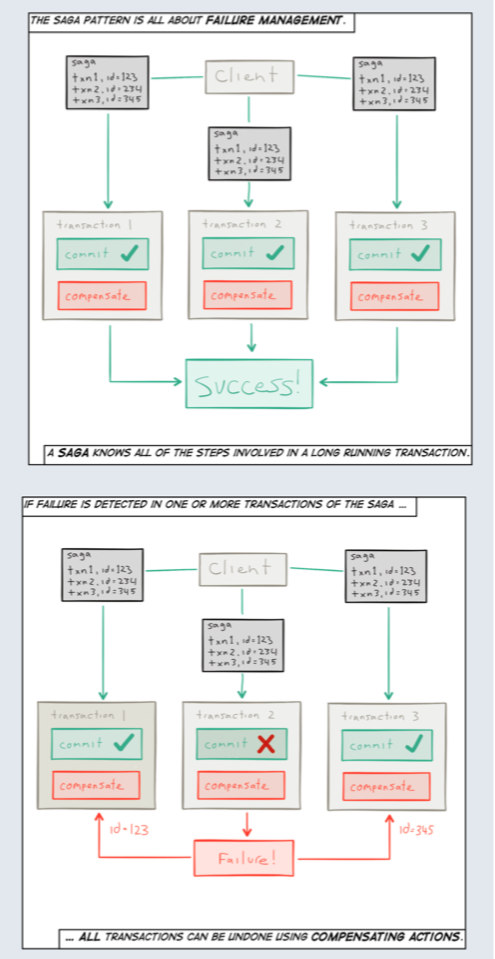 THE SAGA PATTERN IS ALL ABOUT FAILURE MANAGEMENT.
saga
txn1, id=123
txn2, id=234
txn3, id=345
Client
saga
txn1, id=123
txn2, id=234
txn3, id=345
saga
txn1, id=123
txn2, id=234
txn3, id=345
transaction 1
commit
compensate
transaction 2
commit
compensate
transaction 3
commit
compensate
Success!
A SAGA KNOWS ALL OF THE STEPS INVOLVED IN A LONG RUNNING TRANSACTION.
IF FAILURE IS DETECTED IN ONE OR MORE TRANSACTIONS OF THE SAGA ...
saga
txn1, id=123
txn2, id=234
txn3, id=345
Client
saga
txn1, id=123
txn2, id=234
txn3, id=345
saga
txn1, id=123
txn2, id=234
txn3, id=345
transaction 1
commit
compensate
transaction 2
commit
compensate
transaction 3
commit
compensate
id=123
Failure!
id=345
... ALL TRANSACTIONS CAN BE UNDONE USING COMPENSATING ACTIONS.